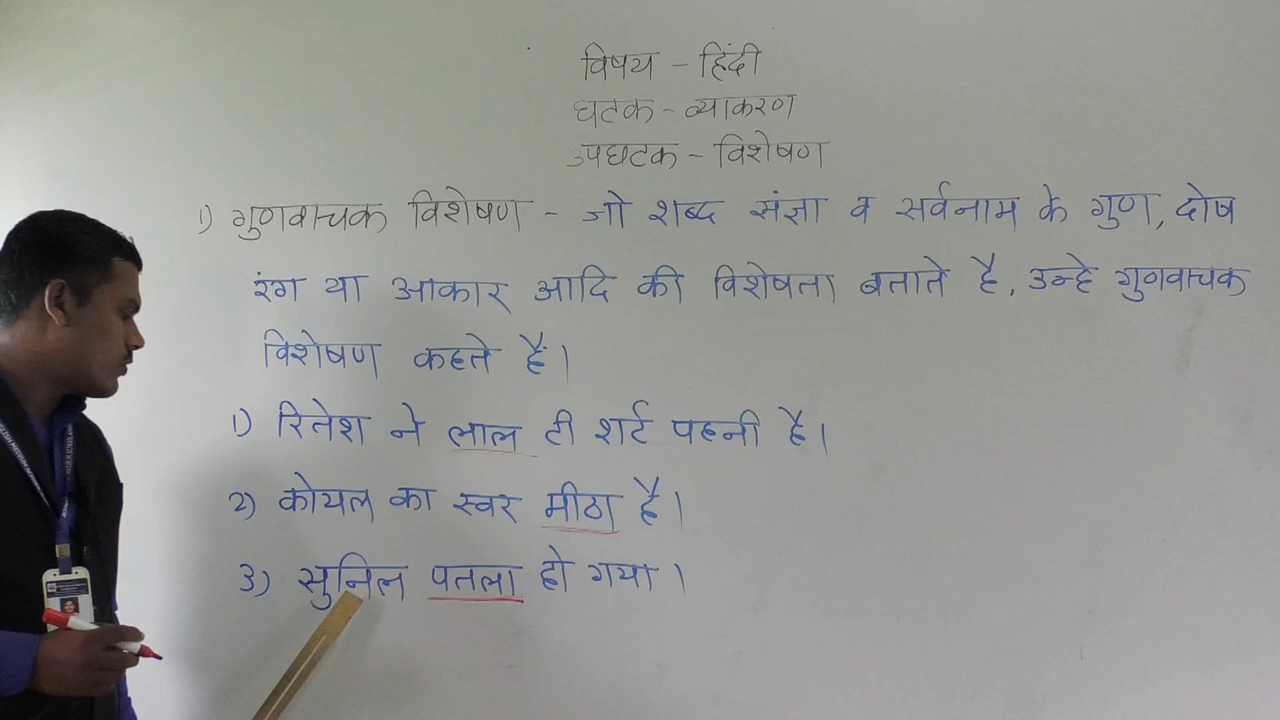 विषय - हिंदी
घटक - व्याकरण
उपघटक - विशेषण
1) गुणवाचक विशेषण - जो शब्द संज्ञा व सर्वनाम के गुण, दोष
रंग या आकार आदि की विशेषता बताते है, उन्हे गुणवाचक
विशेषण कहते हैं।
1) रितेश ने लाल टी शर्ट पहनी है।
2) कोयल का स्वर मीठा है।
3) सुनिल पतला हो गया।